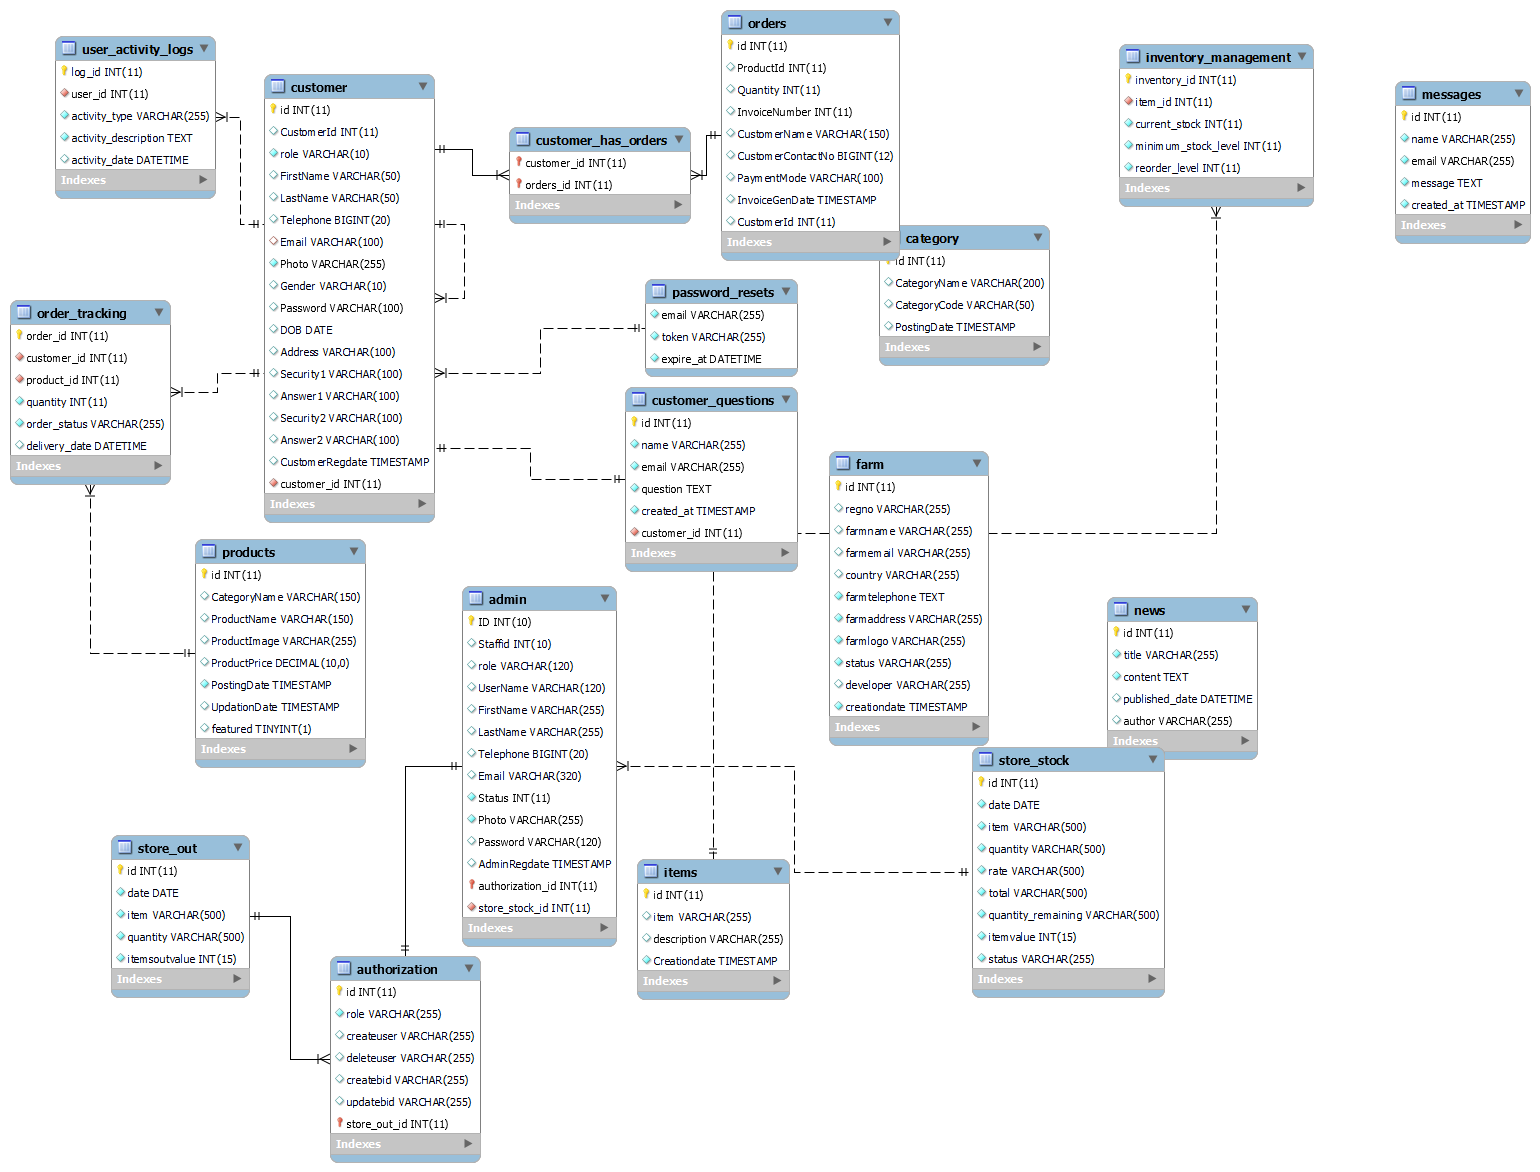 user_activity_logs
log_id INT(11)
user_id INT(11)
activity_type VARCHAR(255)
activity_description TEXT
activity_date DATETIME
Indexes
customer
id INT(11)
CustomerId INT(11)
role VARCHAR(10)
FirstName VARCHAR(50)
LastName VARCHAR(50)
Telephone BIGINT(20)
Email VARCHAR(100)
Photo VARCHAR(255)
Gender VARCHAR(10)
Password VARCHAR(100)
DOB DATE
Address VARCHAR(100)
Security1 VARCHAR(100)
Answer1 VARCHAR(100)
Security2 VARCHAR(100)
Answer2 VARCHAR(100)
CustomerRegdate TIMESTAMP
customer_id INT(11)
Indexes
customer_has_orders
customer_id INT(11)
orders_id INT(11)
Indexes
orders
id INT(11)
ProductId INT(11)
Quantity INT(11)
InvoiceNumber INT(11)
CustomerName VARCHAR(150)
CustomerContactNo BIGINT(12)
PaymentMode VARCHAR(100)
InvoiceGenDate TIMESTAMP
CustomerId INT(11)
Indexes
category
id INT(11)
CategoryName VARCHAR(200)
CategoryCode VARCHAR(50)
PostingDate TIMESTAMP
Indexes
inventory_management
inventory_id INT(11)
item_id INT(11)
current_stock INT(11)
minimum_stock_level INT(11)
reorder_level INT(11)
Indexes
messages
id INT(11)
name VARCHAR(255)
email VARCHAR(255)
message TEXT
created_at TIMESTAMP
Indexes
order_tracking
order_id INT(11)
customer_id INT(11)
product_id INT(11)
quantity INT(11)
order_status VARCHAR(255)
delivery_date DATETIME
Indexes
password_resets
email VARCHAR(255)
token VARCHAR(255)
expire_at DATETIME
Indexes
customer_questions
id INT(11)
name VARCHAR(255)
email VARCHAR(255)
question TEXT
created_at TIMESTAMP
customer_id INT(11)
Indexes
farm
id INT(11)
regno VARCHAR(255)
farmname VARCHAR(255)
farmemail VARCHAR(255)
country VARCHAR(255)
farmtelephone TEXT
farmaddress VARCHAR(255)
farmlogo VARCHAR(255)
status VARCHAR(255)
developer VARCHAR(255)
creationdate TIMESTAMP
Indexes
products
id INT(11)
CategoryName VARCHAR(150)
ProductName VARCHAR(150)
ProductImage VARCHAR(255)
ProductPrice DECIMAL(10,0)
PostingDate TIMESTAMP
UpdationDate TIMESTAMP
featured TINYINT(1)
Indexes
admin
ID INT(10)
Staffid INT(10)
role VARCHAR(120)
UserName VARCHAR(120)
FirstName VARCHAR(255)
LastName VARCHAR(255)
Telephone BIGINT(20)
Email VARCHAR(320)
Status INT(11)
Photo VARCHAR(255)
Password VARCHAR(120)
AdminRegdate TIMESTAMP
authorization_id INT(11)
store_stock_id INT(11)
Indexes
news
id INT(11)
title VARCHAR(255)
content TEXT
published_date DATETIME
author VARCHAR(255)
Indexes
store_stock
id INT(11)
date DATE
item VARCHAR(500)
quantity VARCHAR(500)
rate VARCHAR(500)
total VARCHAR(500)
quantity_remaining VARCHAR(500)
itemvalue INT(15)
status VARCHAR(255)
Indexes
store_out
id INT(11)
date DATE
item VARCHAR(500)
quantity VARCHAR(500)
itemsoutvalue INT(15)
Indexes
items
id INT(11)
item VARCHAR(255)
description VARCHAR(255)
Creationdate TIMESTAMP
Indexes
authorization
id INT(11)
role VARCHAR(255)
createuser VARCHAR(255)
deleteuser VARCHAR(255)
createbid VARCHAR(255)
updatebid VARCHAR(255)
store_out_id INT(11)
Indexes